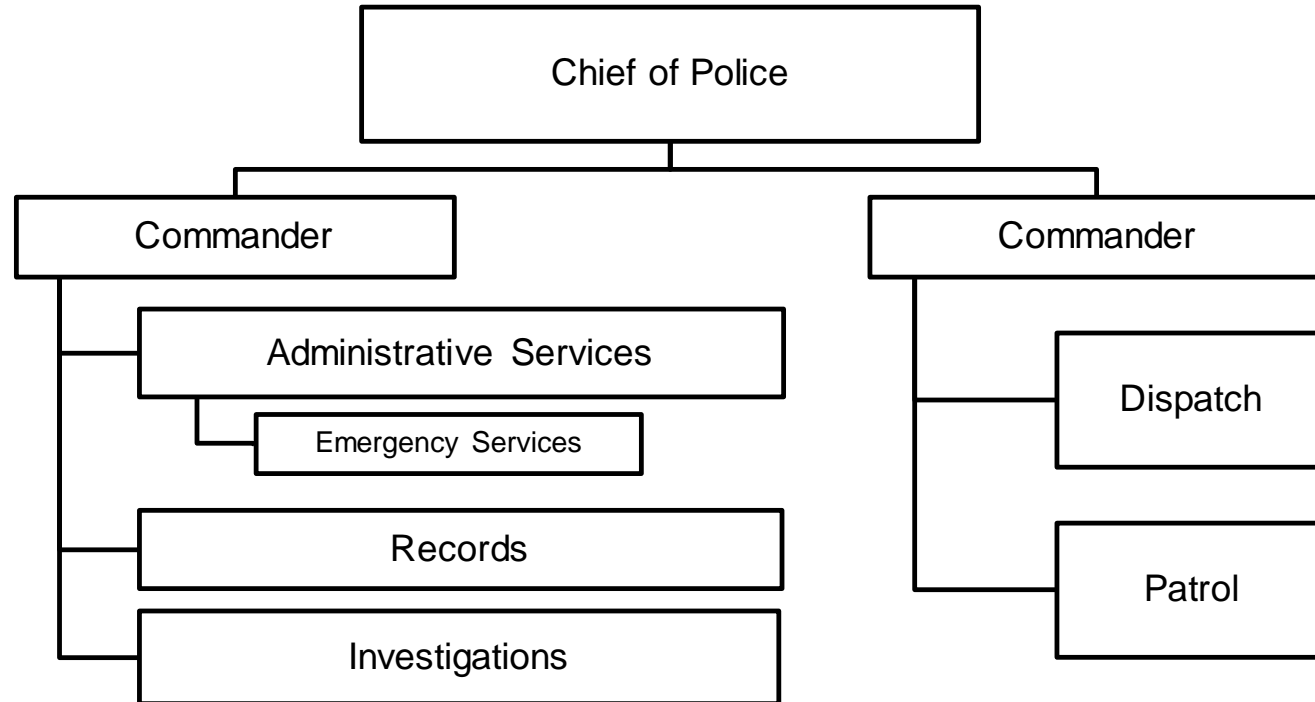 Chief of Police
Commander
Administrative Services
Emergency Services
Records
Investigations
Commander
Dispatch
Patrol